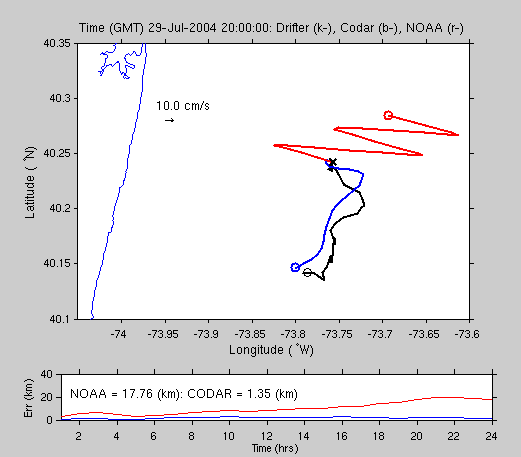 Time (GMT) 29-Jul-2004 20:00:00: Drifter (k-), Codar (b-), NOAA (r-)
40.35
40.3
40.25
40.2
40.15
40.1
Latitude ( °N)
10.0 cm/s
→
-74 -73.95 -73.9 -73.85 -73.8 -73.75 -73.7 -73.65 -73.6
Longitude ( °W)
40
20
0
Err (km)
NOAA = 17.76 (km): CODAR = 1.35 (km)
2 4 6 8 10 12 14 16 18 20 22 24
Time (hrs)